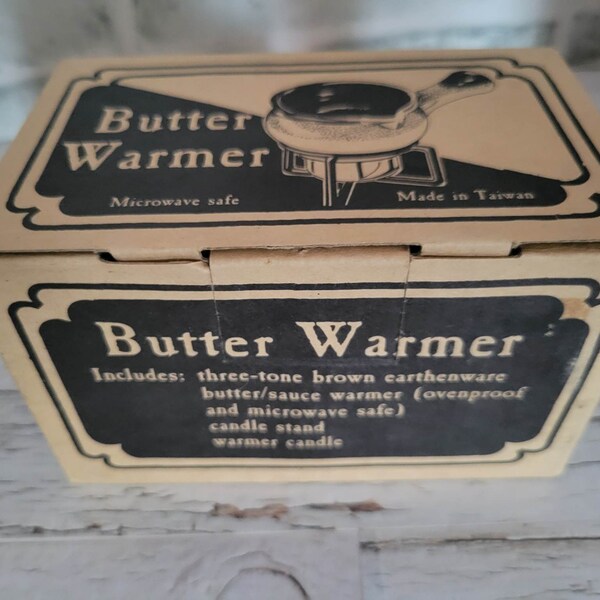 Butter
Warmer
Microwave safe
Made in Taiwan
Butter Warmer
Includes: three-tone brown earthenware
butter/sauce warmer (ovenproof
and microwave safe)
candle stand
warmer candle